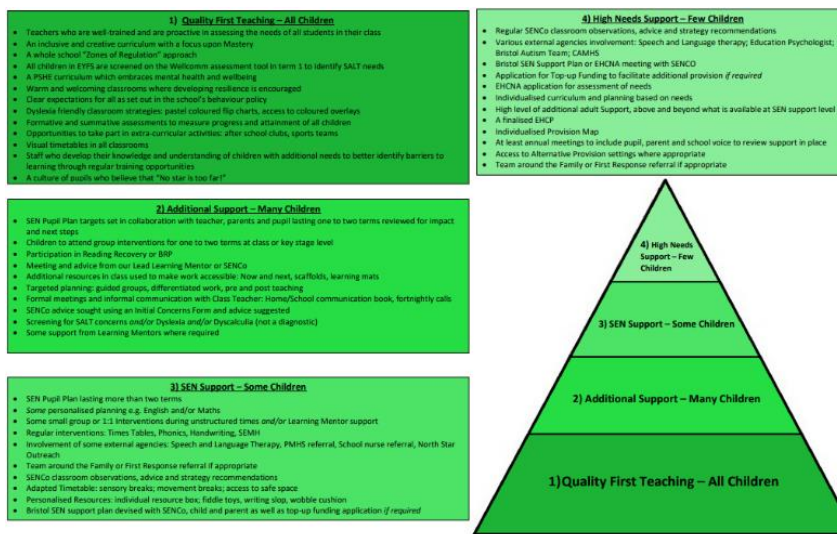 1) Quality First Teaching – All Children
• Teachers who are well-trained and are proactive in assessing the needs of all students in their class
• An inclusive and creative curriculum with a focus upon Mastery
• A whole school "Zones of Regulation" approach
• All children in EYFS are screened on the Wellcomm assessment tool in term 1 to identify SALT needs
• A PSHE curriculum which embraces mental health and wellbeing
• Warm and welcoming classrooms where developing resilience is encouraged
• Clear expectations for all as set out in the school's behaviour policy
• Dyslexia friendly classroom strategies: pastel coloured flip charts, access to coloured overlays
• Formative and summative assessments to measure progress and attainment of all children
• Opportunities to take part in extra-curricular activities: after school clubs, sports teams
• Visual timetables in all classrooms
• Staff who develop their knowledge and understanding of children with additional needs to better identify barriers to
learning through regular training opportunities
• A culture of pupils who believe that "No star is too far!"
2) Additional Support – Many Children
• SEN Pupil Plan targets set in collaboration with teacher, parents and pupil lasting one to two terms reviewed for impact
and next steps
• Children to attend group interventions for one to two terms at class or key stage level
• Participation in Reading Recovery or BRP
• Meeting and advice from our Lead Learning Mentor or SENCo
• Additional resources in class used to make work accessible: Now and next, scaffolds, learning mats
• Targeted planning: guided groups, differentiated work, pre and post teaching
• Formal meetings and informal communication with Class Teacher: Home/School communication book, fortnightly calls
• SENCo advice sought using an Initial Concerns Form and advice suggested
• Screening for SALT concerns and/or Dyslexia and/or Dyscalculia (not a diagnostic)
• Some support from Learning Mentors where required
3) SEN Support – Some Children
• SEN Pupil Plan lasting more than two terms
• Some personalised planning e.g. English and/or Maths
• Some small group or 1:1 Interventions during unstructured times and/or Learning Mentor support
• Regular interventions: Times Tables, Phonics, Handwriting, SEMH
• Involvement of some external agencies: Speech and Language Therapy, PMHS referral, School nurse referral, North Star
Outreach
• Team around the Family or First Response referral if appropriate
• SENCo classroom observations, advice and strategy recommendations
• Adapted Timetable: sensory breaks; movement breaks; access to safe space
• Personalised Resources: individual resource box; fiddle toys, writing slop, wobble cushion
• Bristol SEN support plan devised with SENCo, child and parent as well as top-up funding application if required
4) High Needs Support – Few Children
• Regular SENCo classroom observations, advice and strategy recommendations
• Various external agencies involvement: Speech and Language therapy; Education Psychologist;
Bristol Autism Team; CAMHS
• Bristol SEN Support Plan or EHCNA meeting with SENCO
• Application for Top-up Funding to facilitate additional provision if required
• EHCNA application for assessment of needs
• Individualised curriculum and planning based on needs
• High level of additional adult Support, above and beyond what is available at SEN support level
• A finalised EHCP
• Individualised Provision Map
• At least annual meetings to include pupil, parent and school voice to review support in place
• Access to Alternative Provision settings where appropriate
• Team around the Family or First Response referral if appropriate
4) High Needs
Support – Few
Children
3) SEN Support – Some Children
2) Additional Support – Many Children
1)Quality First Teaching – All Children